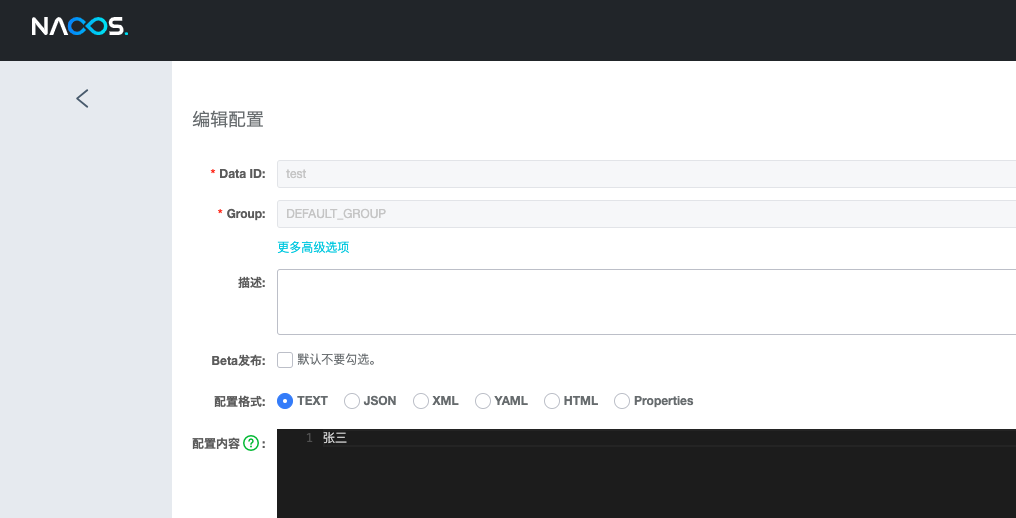 NACOS.
编辑配置
* Data ID: test
* Group: DEFAULT_GROUP
更多高级选项
描述:
Beta发布: 默认不要勾选。
配置格式: TEXT JSON XML YAML HTML Properties
配置内容 ? :
1 张三